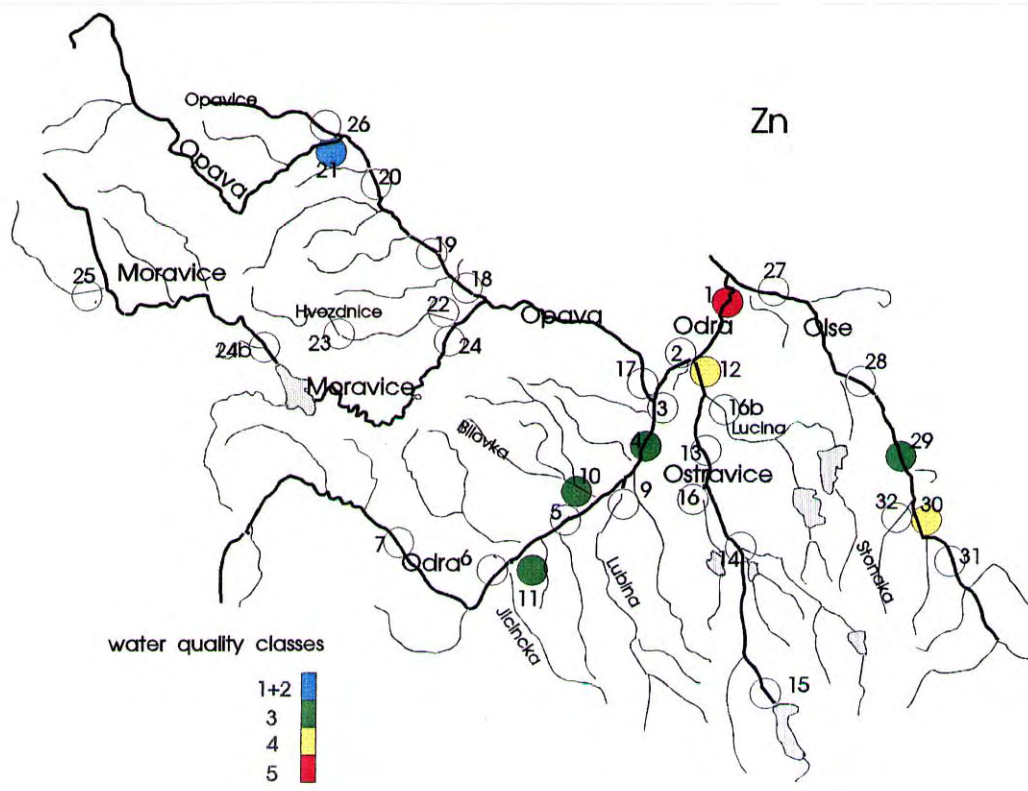 Opavice
26
Zn
Opava
21
20
19
25
Moravice
18
27
1
Hvezdnice
22
Opava
Odra
Olse
23
24b
24
2
12
17
28
Moravice
3
16b
Lucina
Bilovka
4
13
29
Ostravice
10
9
16
5
32
30
7
Odra
6
14
31
11
Lubina
Stonaka
Jicincka
water quality classes
15
1+2
3
4
5